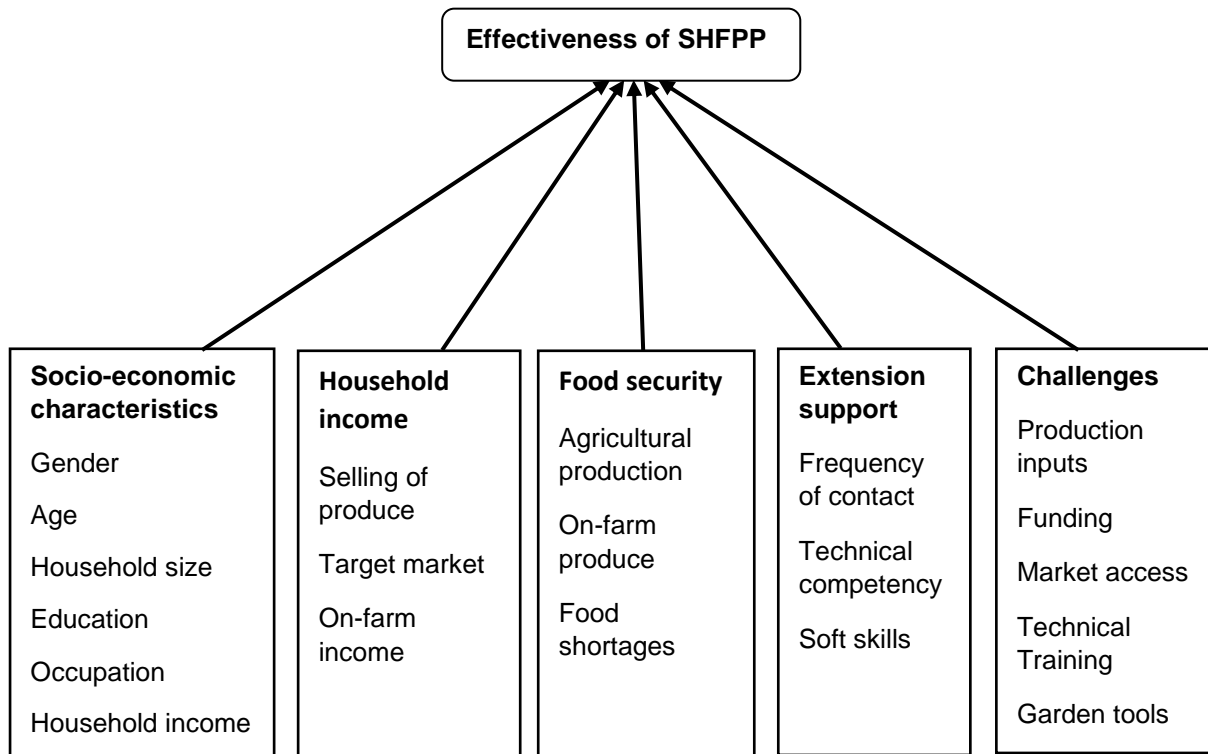 Effectiveness of SHFPP
Socio-economic
characteristics
Gender
Age
Household size
Education
Occupation
Household income
Household
income
Selling of
produce
Target market
On-farm
income
Food security
Agricultural
production
On-farm
produce
Food
shortages
Extension
support
Frequency
of contact
Technical
competency
Soft skills
Challenges
Production
inputs
Funding
Market access
Technical
Training
Garden tools